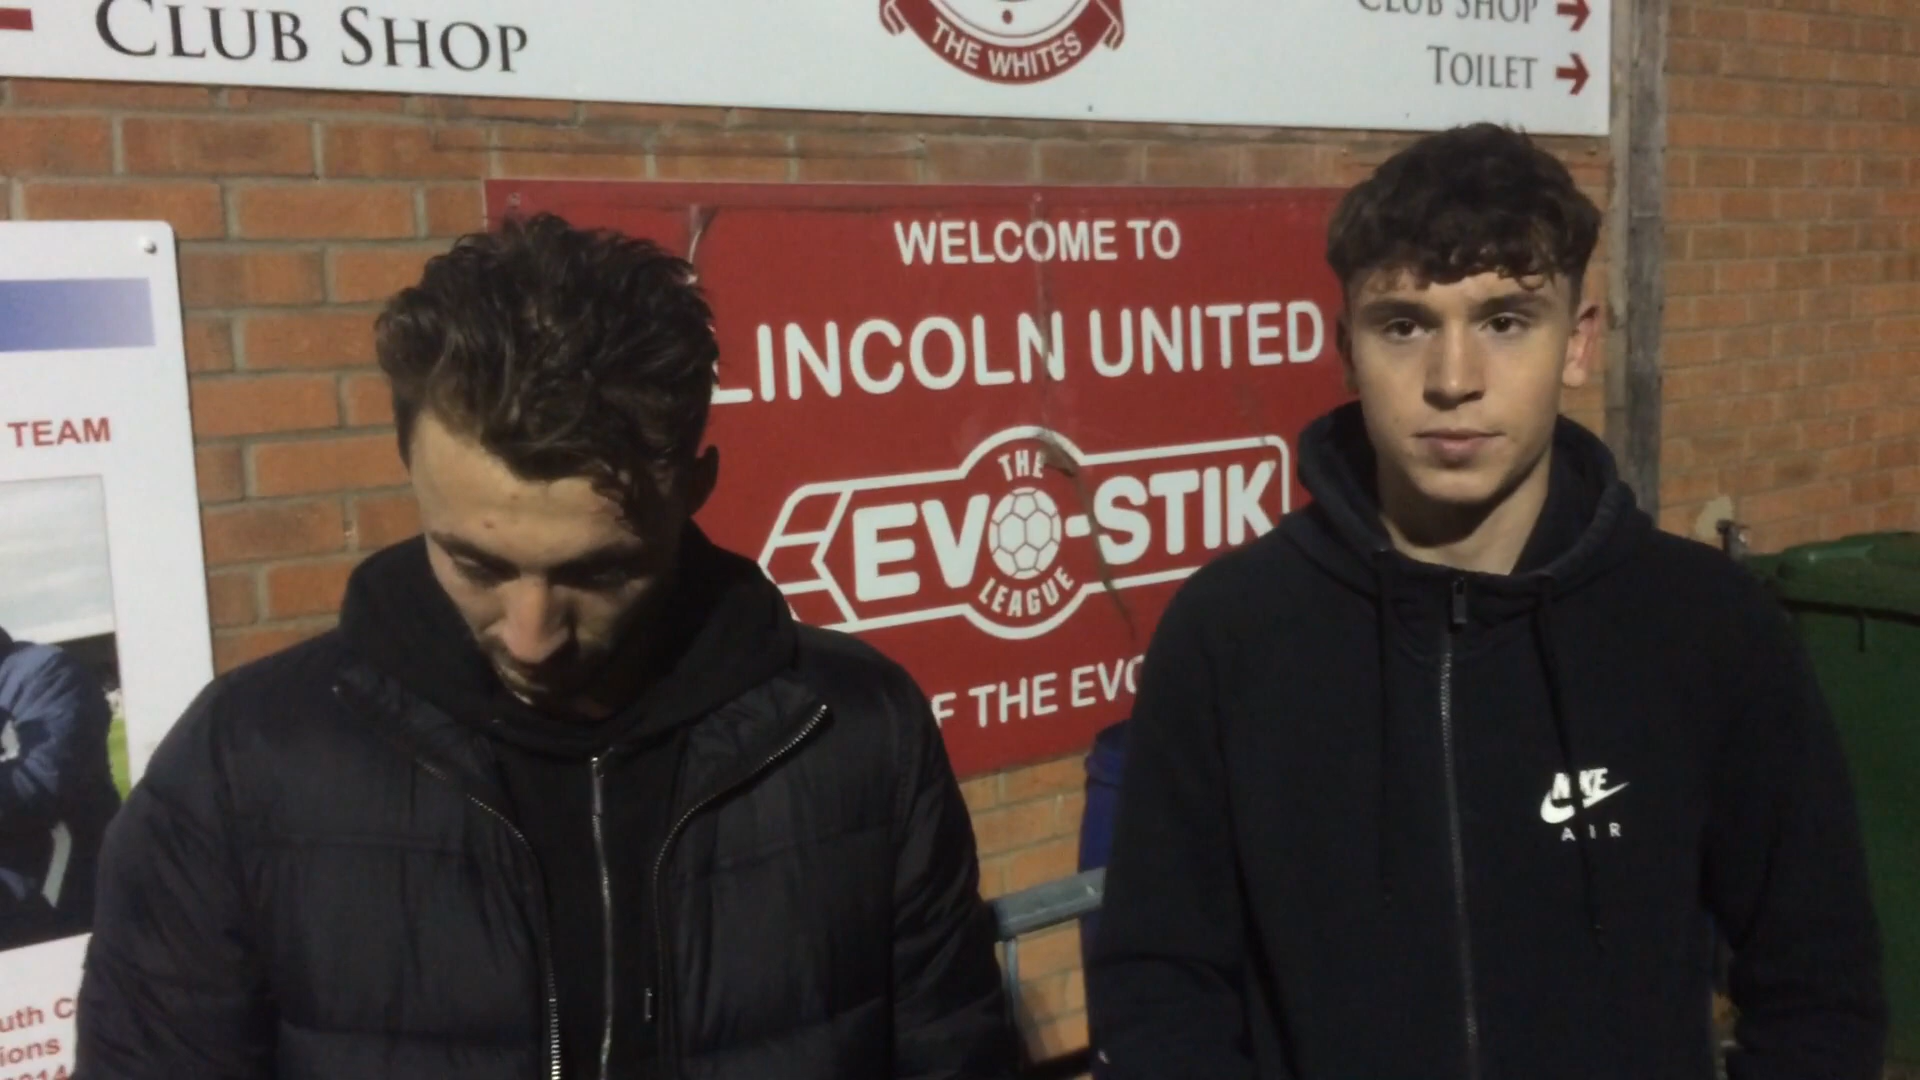 CLUB SHOP
THE WHITES
CLUB SHOP
TOILET
WELCOME TO
LINCOLN UNITED
THE
EVO-STIK
LEAGUE
THE EVO
TEAM
NIKE
AIR